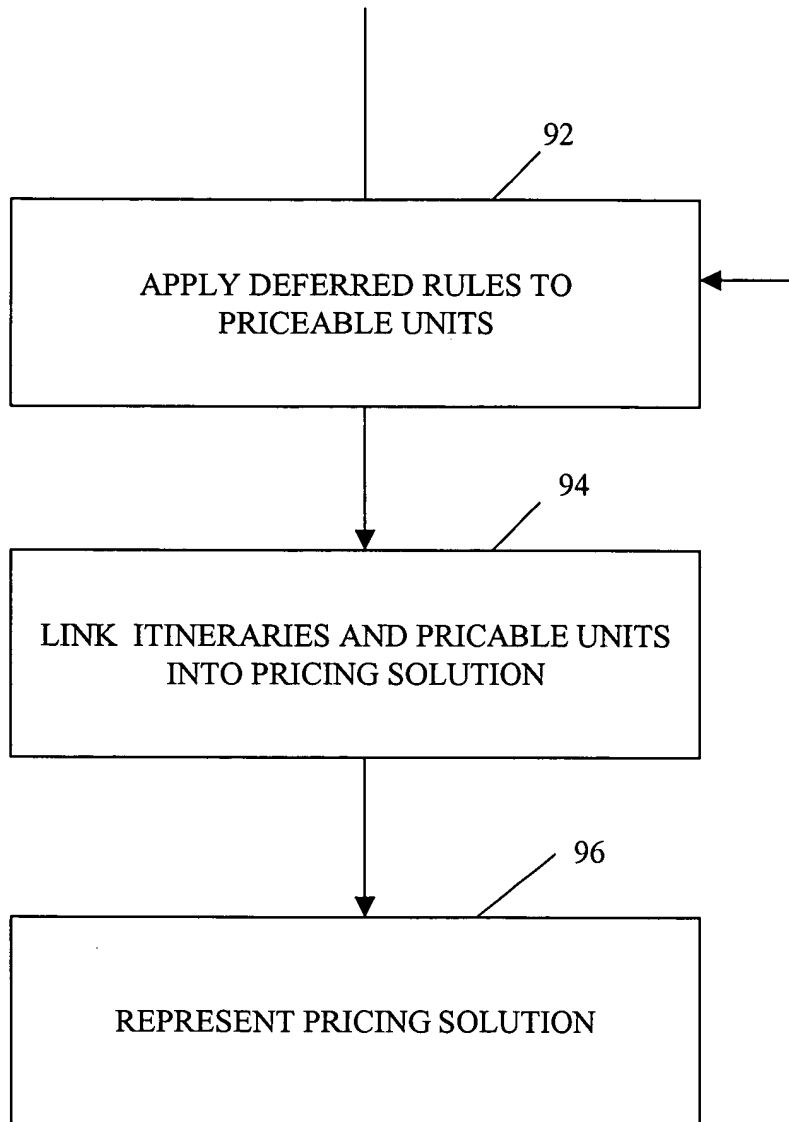 92
APPLY DEFERRED RULES TO
PRICEABLE UNITS
94
LINK ITINERARIES AND PRICABLE UNITS
INTO PRICING SOLUTION
96
REPRESENT PRICING SOLUTION